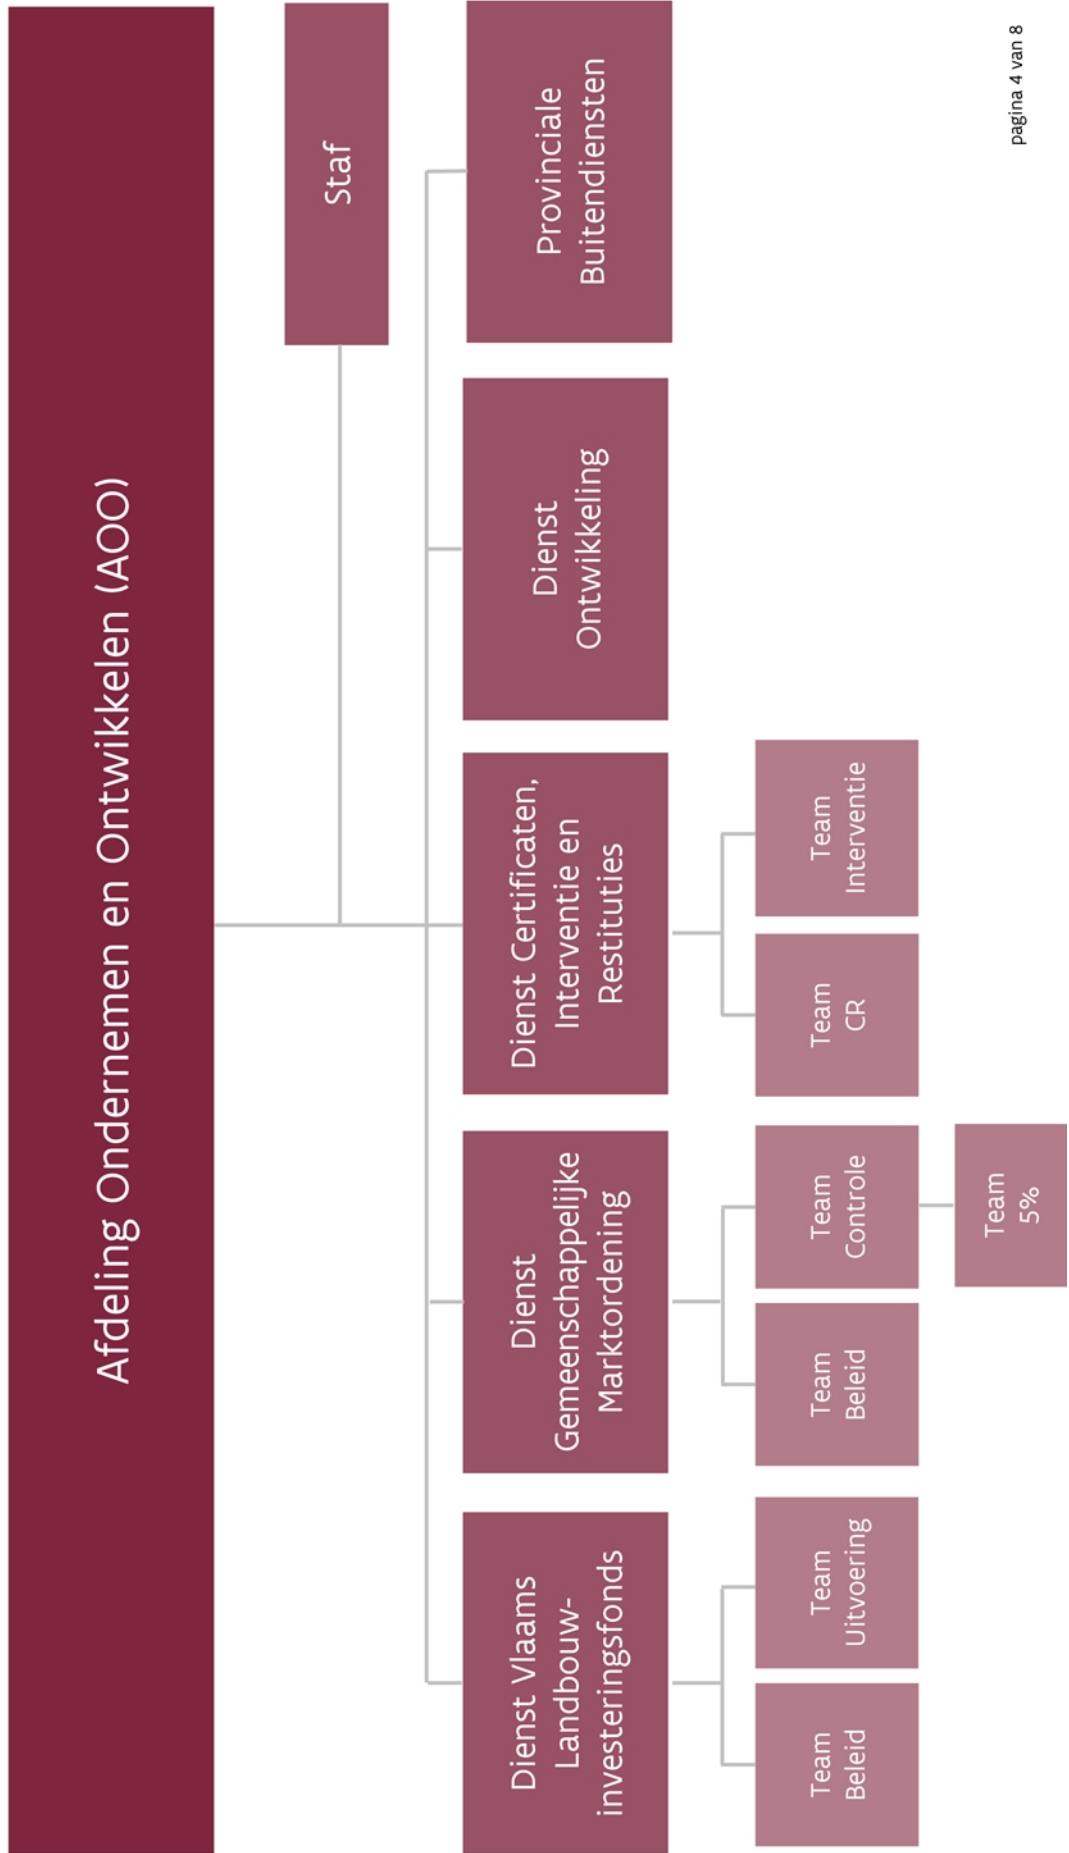 Afdeling Ondernemen en Ontwikkelen (AOO)
Staf
Dienst Vlaams
Landbouw-
investeringsfonds
Dienst
Gemeenschappelijke
Marktordening
Dienst Certificaten,
Interventie en
Restituties
Dienst
Ontwikkeling
Provinciale
Buitendiensten
Team
Beleid
Team
Uitvoering
Team
Beleid
Team
Controle
Team
CR
Team
Interventie
Team
5%
pagina 4 van 8